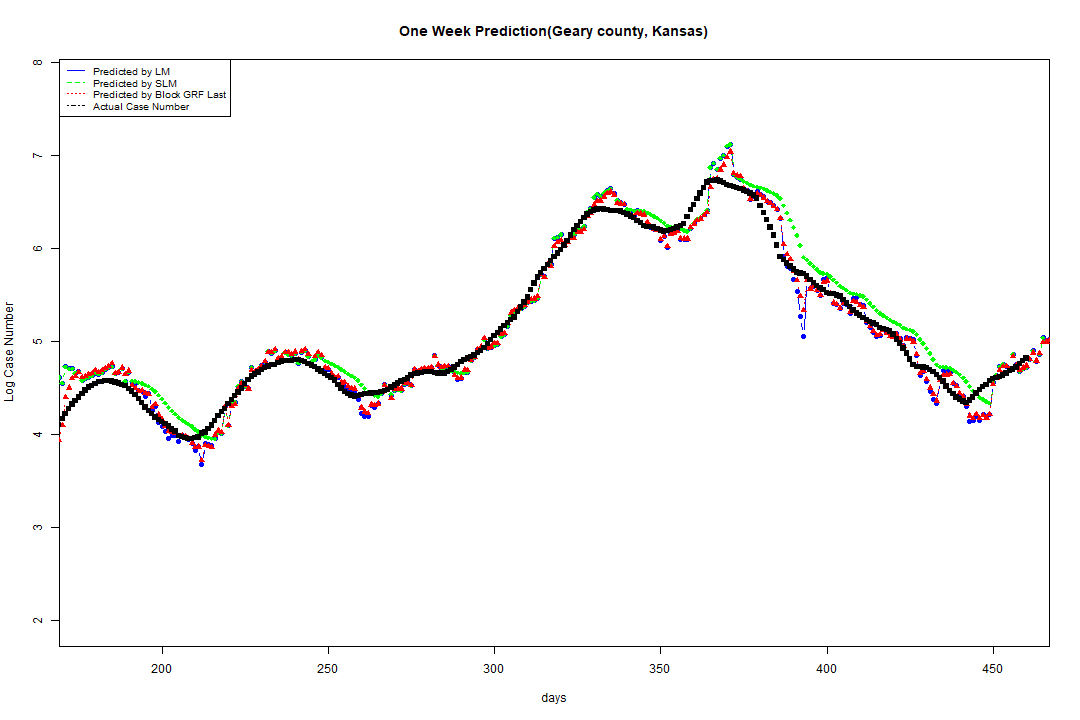 One Week Prediction(Geary county, Kansas)
Predicted by LM
Predicted by SLM
Predicted by Block GRF Last
Actual Case Number
8
7
6
5
4
3
2
Log Case Number
200 250 300 350 400 450
days